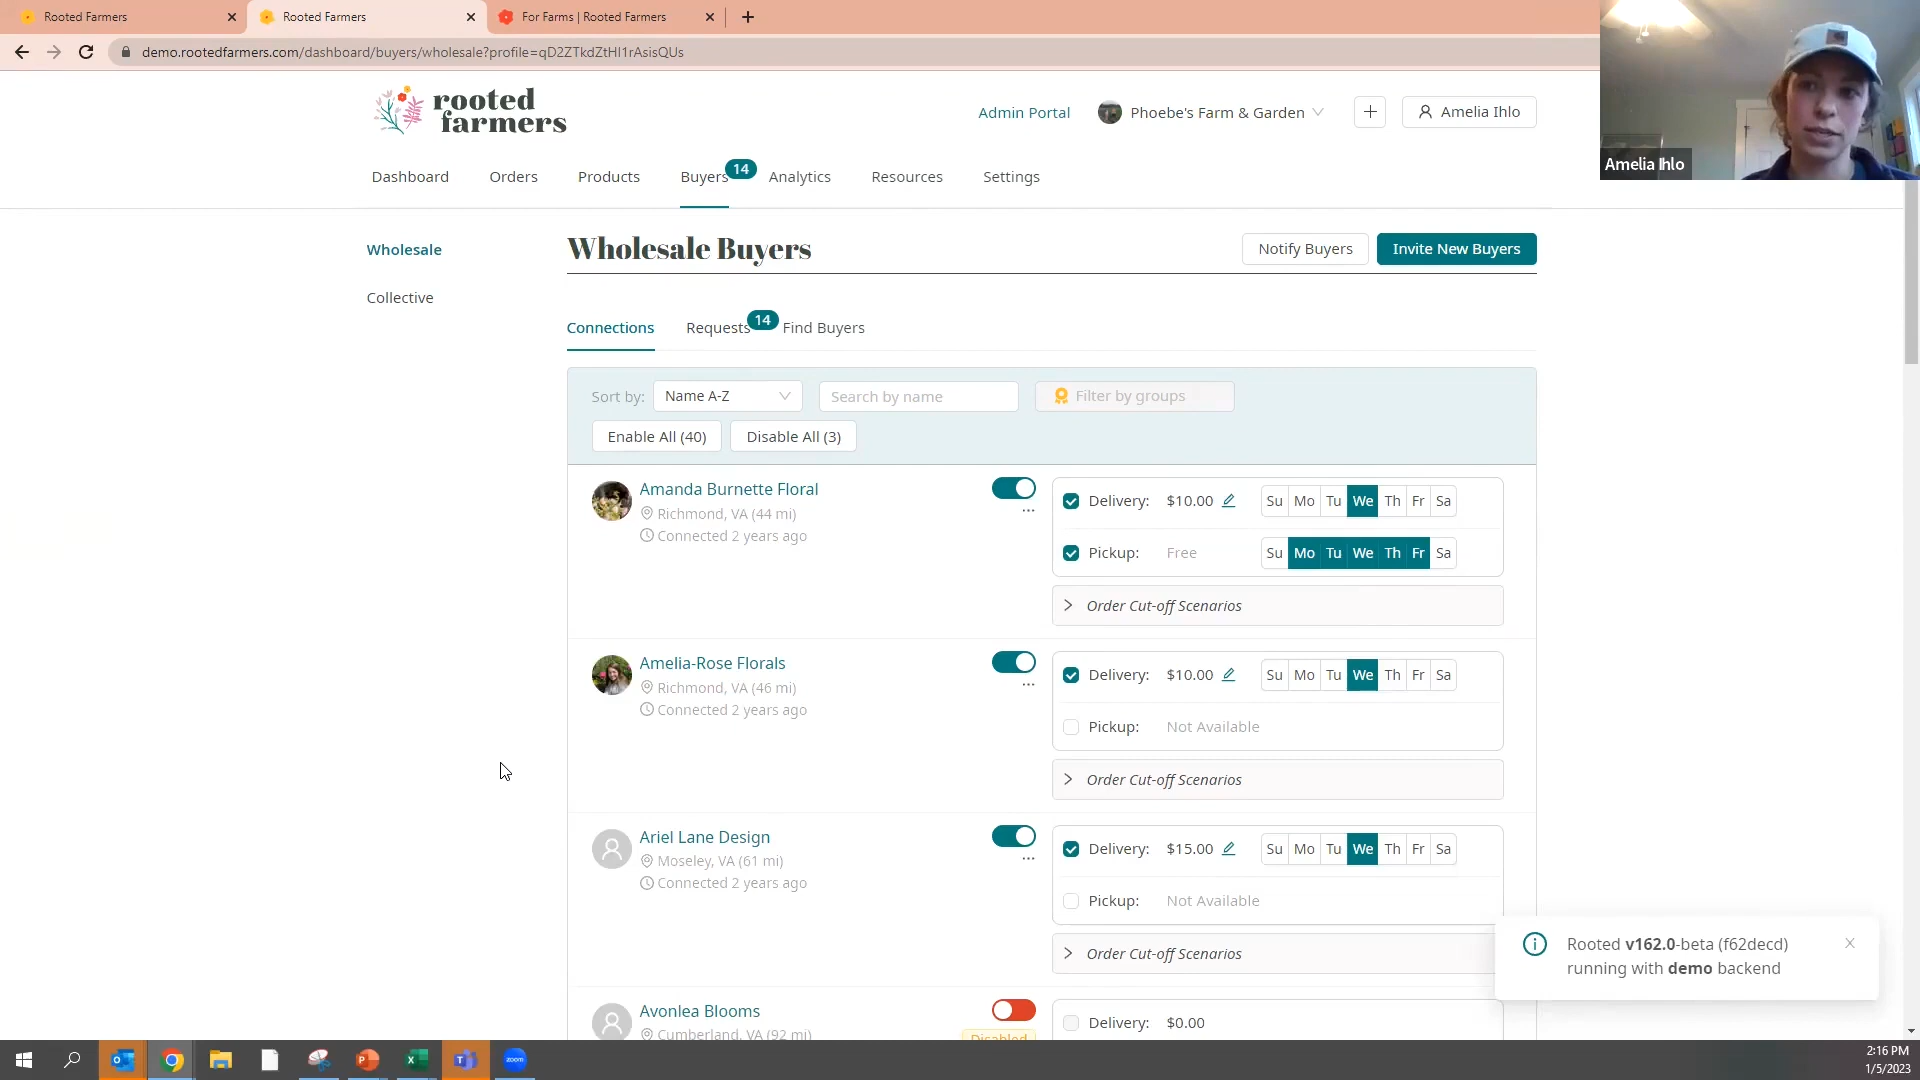 Rooted Farmers
Rooted Farmers
For Farms | Rooted Farmers
demo.rootedfarmers.com/dashboard/buyers/wholesale?profile=qD2ZTkdZtHI1rAsisQUs
rooted
farmers
Admin Portal
Phoebe's Farm & Garden
Amelia Ihlo
Amelia Ihlo
Dashboard
Orders
Products
Buyers 14
Analytics
Resources
Settings
Wholesale
Collective
Wholesale Buyers
Notify Buyers
Invite New Buyers
Connections
Requests 14
Find Buyers
Sort by: Name A-Z
Search by name
Filter by groups
Enable All (40)
Disable All (3)
Amanda Burnette Floral
Richmond, VA (44 mi)
Connected 2 years ago
Delivery: $10.00 Su Mo Tu We Th Fr Sa
Pickup: Free Su Mo Tu We Th Fr Sa
Order Cut-off Scenarios
Amelia-Rose Florals
Richmond, VA (46 mi)
Connected 2 years ago
Delivery: $10.00 Su Mo Tu We Th Fr Sa
Pickup: Not Available
Order Cut-off Scenarios
Ariel Lane Design
Moseley, VA (61 mi)
Connected 2 years ago
Delivery: $15.00 Su Mo Tu We Th Fr Sa
Pickup: Not Available
Order Cut-off Scenarios
Avonlea Blooms
Cumberland, VA (92 mi)
Disabled
Delivery: $0.00
Rooted v162.0-beta (f62decd)
running with demo backend
zoom
2:16 PM
1/5/2023